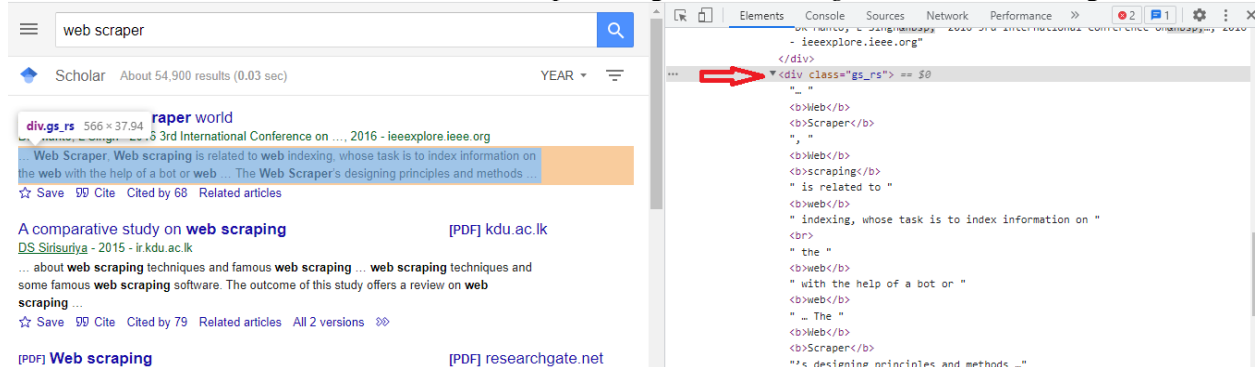 web scraper
Scholar About 54,900 results (0.03 sec) YEAR
div.gs_rs 566 × 37.94
raper world
3rd International Conference on …, 2016 - ieeexplore.ieee.org
... Web Scraper, Web scraping is related to web indexing, whose task is to index information on
the web with the help of a bot or web ... The Web Scraper's designing principles and methods ...
Save Cite Cited by 68 Related articles
A comparative study on web scraping [PDF] kdu.ac.lk
DS Sirisuriya - 2015 - ir.kdu.ac.lk
... about web scraping techniques and famous web scraping ... web scraping techniques and
some famous web scraping software. The outcome of this study offers a review on web
scraping ...
Save Cite Cited by 79 Related articles All 2 versions
[PDF] Web scraping [PDF] researchgate.net
Elements Console Sources Network Performance » 2 1
- ieeexplore.ieee.org"
</div>
... ▼<div class="gs_rs"> == $0
"… "
<b>Web</b>
<b>Scraper</b>
", "
<b>Web</b>
<b>scraping</b>
" is related to "
<b>web</b>
" indexing, whose task is to index information on "
<br>
" the "
<b>web</b>
" with the help of a bot or "
<b>web</b>
" … The "
<b>Web</b>
<b>Scraper</b>
"'s designing principles and methods …"